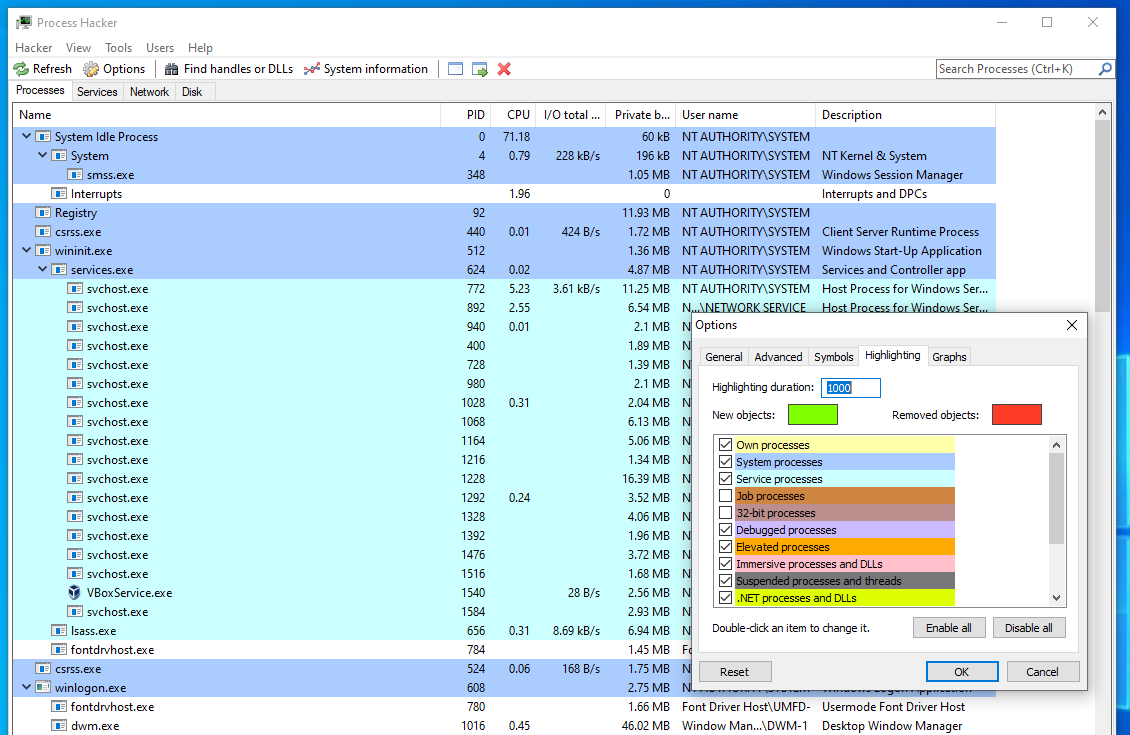 Process Hacker
Hacker View Tools Users Help
Refresh Options Find handles or DLLs System information Search Processes (Ctrl+K)
Processes Services Network Disk
Name PID CPU I/O total ... Private b... User name Description
System Idle Process 0 71.18 60 kB NT AUTHORITY\SYSTEM
System 4 0.79 228 kB/s 196 kB NT AUTHORITY\SYSTEM NT Kernel & System
smss.exe 348 1.05 MB NT AUTHORITY\SYSTEM Windows Session Manager
Interrupts 1.96 0 Interrupts and DPCs
Registry 92 11.93 MB NT AUTHORITY\SYSTEM
csrss.exe 440 0.01 424 B/s 1.72 MB NT AUTHORITY\SYSTEM Client Server Runtime Process
wininit.exe 512 1.36 MB NT AUTHORITY\SYSTEM Windows Start-Up Application
services.exe 624 0.02 4.87 MB NT AUTHORITY\SYSTEM Services and Controller app
svchost.exe 772 5.23 3.61 kB/s 11.25 MB NT AUTHORITY\SYSTEM Host Process for Windows Ser...
svchost.exe 892 2.55 6.54 MB N...\NETWORK SERVICE Host Process for Windows Ser...
svchost.exe 940 0.01 2.1 MB
svchost.exe 400 1.89 MB
svchost.exe 728 1.39 MB
svchost.exe 980 2.1 MB
svchost.exe 1028 0.31 2.04 MB
svchost.exe 1068 6.13 MB
svchost.exe 1164 5.06 MB
svchost.exe 1216 1.34 MB
svchost.exe 1228 16.39 MB
svchost.exe 1292 0.24 3.52 MB
svchost.exe 1328 4.06 MB
svchost.exe 1392 1.96 MB
svchost.exe 1476 3.72 MB
svchost.exe 1516 1.68 MB
VBoxService.exe 1540 28 B/s 2.56 MB
svchost.exe 1584 2.93 MB
lsass.exe 656 0.31 8.69 kB/s 6.94 MB
fontdrvhost.exe 784 1.45 MB
csrss.exe 524 0.06 168 B/s 1.75 MB
winlogon.exe 608 2.75 MB NT AUTHORITY\SYSTEM Windows Logon Application
fontdrvhost.exe 780 1.66 MB Font Driver Host\UMFD- Usermode Font Driver Host
dwm.exe 1016 0.45 46.02 MB Window Man...\DWM-1 Desktop Window Manager
Options
General Advanced Symbols Highlighting Graphs
Highlighting duration: 1000
New objects: Removed objects:
Own processes
System processes
Service processes
Job processes
32-bit processes
Debugged processes
Elevated processes
Immersive processes and DLLs
Suspended processes and threads
.NET processes and DLLs
Double-click an item to change it. Enable all Disable all
Reset OK Cancel